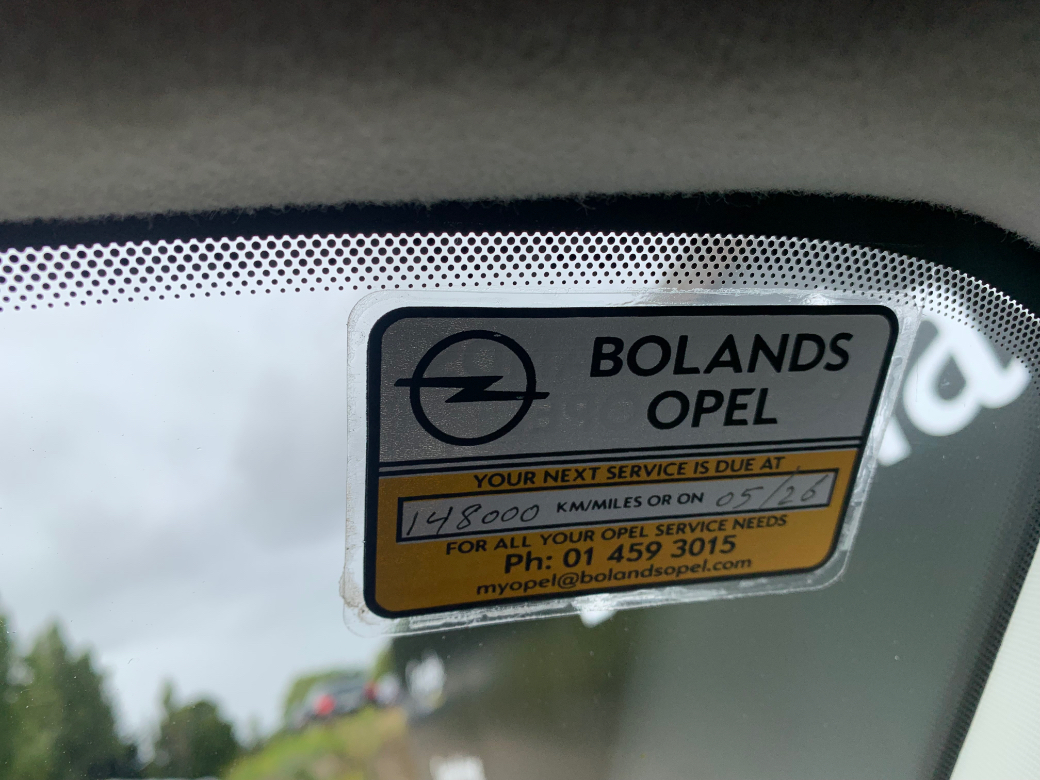 BOLANDS
OPEL
YOUR NEXT SERVICE IS DUE AT
148000 KM/MILES OR ON 05/26
FOR ALL YOUR OPEL SERVICE NEEDS
Ph: 01 459 3015
myopel@bolandsopel.com